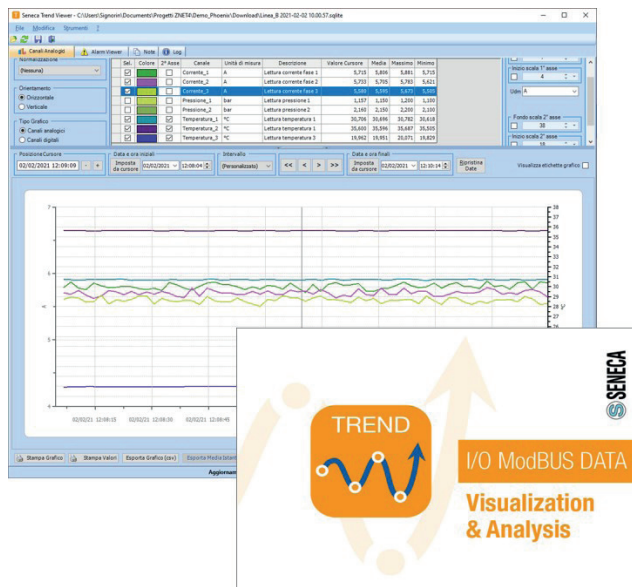 Seneca Trend Viewer - C:\Users\Signorin\Documents\Progetti ZNET4\Demo_Phoenix\Download\Linea_B 2021-02-02 10.00.57.sqlite
File Modifica Strumenti ?
Canali Analogici Alarm Viewer Note Log
Normalizzazione
(Nessuna)
Orientamento
Orizzontale
Verticale
Tipo Grafico
Canali analogici
Canali digitali
Sel. Colore 2°Asse Canale Unità di misura Descrizione Valore Cursore Media Massimo Minimo
Corrente_1 A Lettura corrente fase 1 5,715 5,806 5,881 5,715
Corrente_2 A Lettura corrente fase 2 5,733 5,705 5,783 5,621
Corrente_3 A Lettura corrente fase 3
Pressione_1 bar Lettura pressione 1 1,157 1,150 1,200 1,100
Pressione_2 bar Lettura pressione 2 2,160 2,150 2,200 2,100
Temperatura_1 °C Lettura temperatura 1 30,706 30,696 30,782 30,618
Temperatura_2 °C Lettura temperatura 1 35,600 35,596 35,687 35,505
Temperatura_3 °C Lettura temperatura 3 19,962 19,951 20,071 19,829
Inizio scala 1° asse
4
UdM A
Fondo scala 2° asse
38
Inizio scala 2° asse
18
Posizione Cursore
02/02/2021 12:09:09 - +
Data e ora iniziali
Imposta
da cursore
02/02/2021 12:08:04
Intervallo
(Personalizzato)
<< < > >>
Data e ora finali
Imposta
da cursore
02/02/2021 12:10:14
Ripristina
Date
Visualizza etichette grafico
7
6
A
5
4
38
37
36
35
34
33
32
31
30
29
28
27
26
°C
02/02/21 12:08:15 02/02/21 12:08:30 02/02/21 12:08:45
Stampa Grafico Stampa Valori Esporta Grafico (csv)
Aggiornam
SENECA
TREND
I/O ModBUS DATA
Visualization
& Analysis